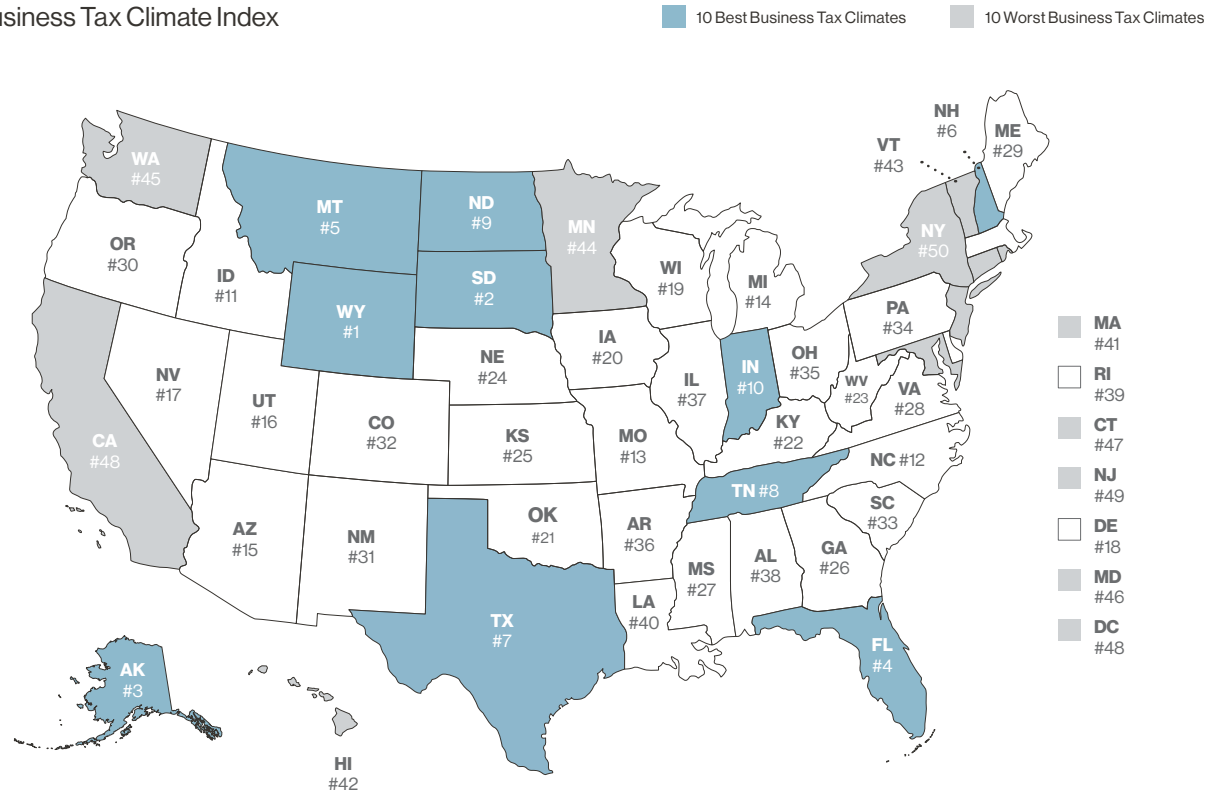 usiness Tax Climate Index
10 Best Business Tax Climates
10 Worst Business Tax Climates
NH
#6
ME
#29
VT
#43
WA
#45
MT
#5
ND
#9
MN
#44
NY
#50
OR
#30
ID
#11
SD
#2
WI
#19
MI
#14
WY
#1
PA
#34
IA
#20
NE
#24
OH
#35
IN
#10
NV
#17
UT
#16
IL
#37
WV
#23
VA
#28
CO
#32
KS
#25
MO
#13
KY
#22
CA
#48
NC #12
TN #8
SC
#33
AZ
#15
NM
#31
OK
#21
AR
#36
GA
#26
MS
#27
AL
#38
LA
#40
TX
#7
FL
#4
AK
#3
HI
#42
MA
#41
RI
#39
CT
#47
NJ
#49
DE
#18
MD
#46
DC
#48